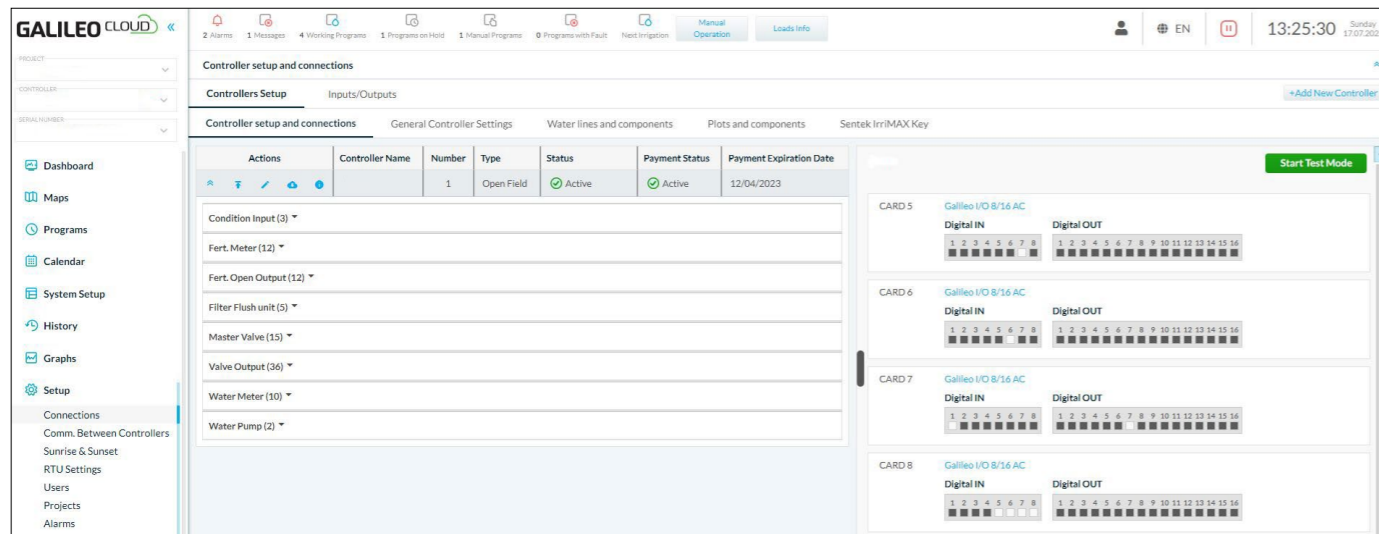 GALILEO CLOUD «
2 Alarms 1 Messages 4 Working Programs 1 Programs on Hold 1 Manual Programs 0 Programs with Fault Next Irrigation Manual Operation Loads Info EN 13:25:30 Sunday 17.07.202
PROJECT
CONTROLLER
SERIAL NUMBER
Dashboard
Maps
Programs
Calendar
System Setup
History
Graphs
Setup
Connections
Comm. Between Controllers
Sunrise & Sunset
RTU Settings
Users
Projects
Alarms
Controller setup and connections
Controllers Setup Inputs/Outputs +Add New Controller
Controller setup and connections General Controller Settings Water lines and components Plots and components Sentek IrriMAX Key
Actions Controller Name Number Type Status Payment Status Payment Expiration Date
1 Open Field Active Active 12/04/2023
Condition Input (3)
Fert. Meter (12)
Fert. Open Output (12)
Filter Flush unit (5)
Master Valve (15)
Valve Output (36)
Water Meter (10)
Water Pump (2)
Start Test Mode
CARD 5 Galileo I/O 8/16 AC
Digital IN Digital OUT
1 2 3 4 5 6 7 8 1 2 3 4 5 6 7 8 9 10 11 12 13 14 15 16
CARD 6 Galileo I/O 8/16 AC
Digital IN Digital OUT
1 2 3 4 5 6 7 8 1 2 3 4 5 6 7 8 9 10 11 12 13 14 15 16
CARD 7 Galileo I/O 8/16 AC
Digital IN Digital OUT
1 2 3 4 5 6 7 8 1 2 3 4 5 6 7 8 9 10 11 12 13 14 15 16
CARD 8 Galileo I/O 8/16 AC
Digital IN Digital OUT
1 2 3 4 5 6 7 8 1 2 3 4 5 6 7 8 9 10 11 12 13 14 15 16